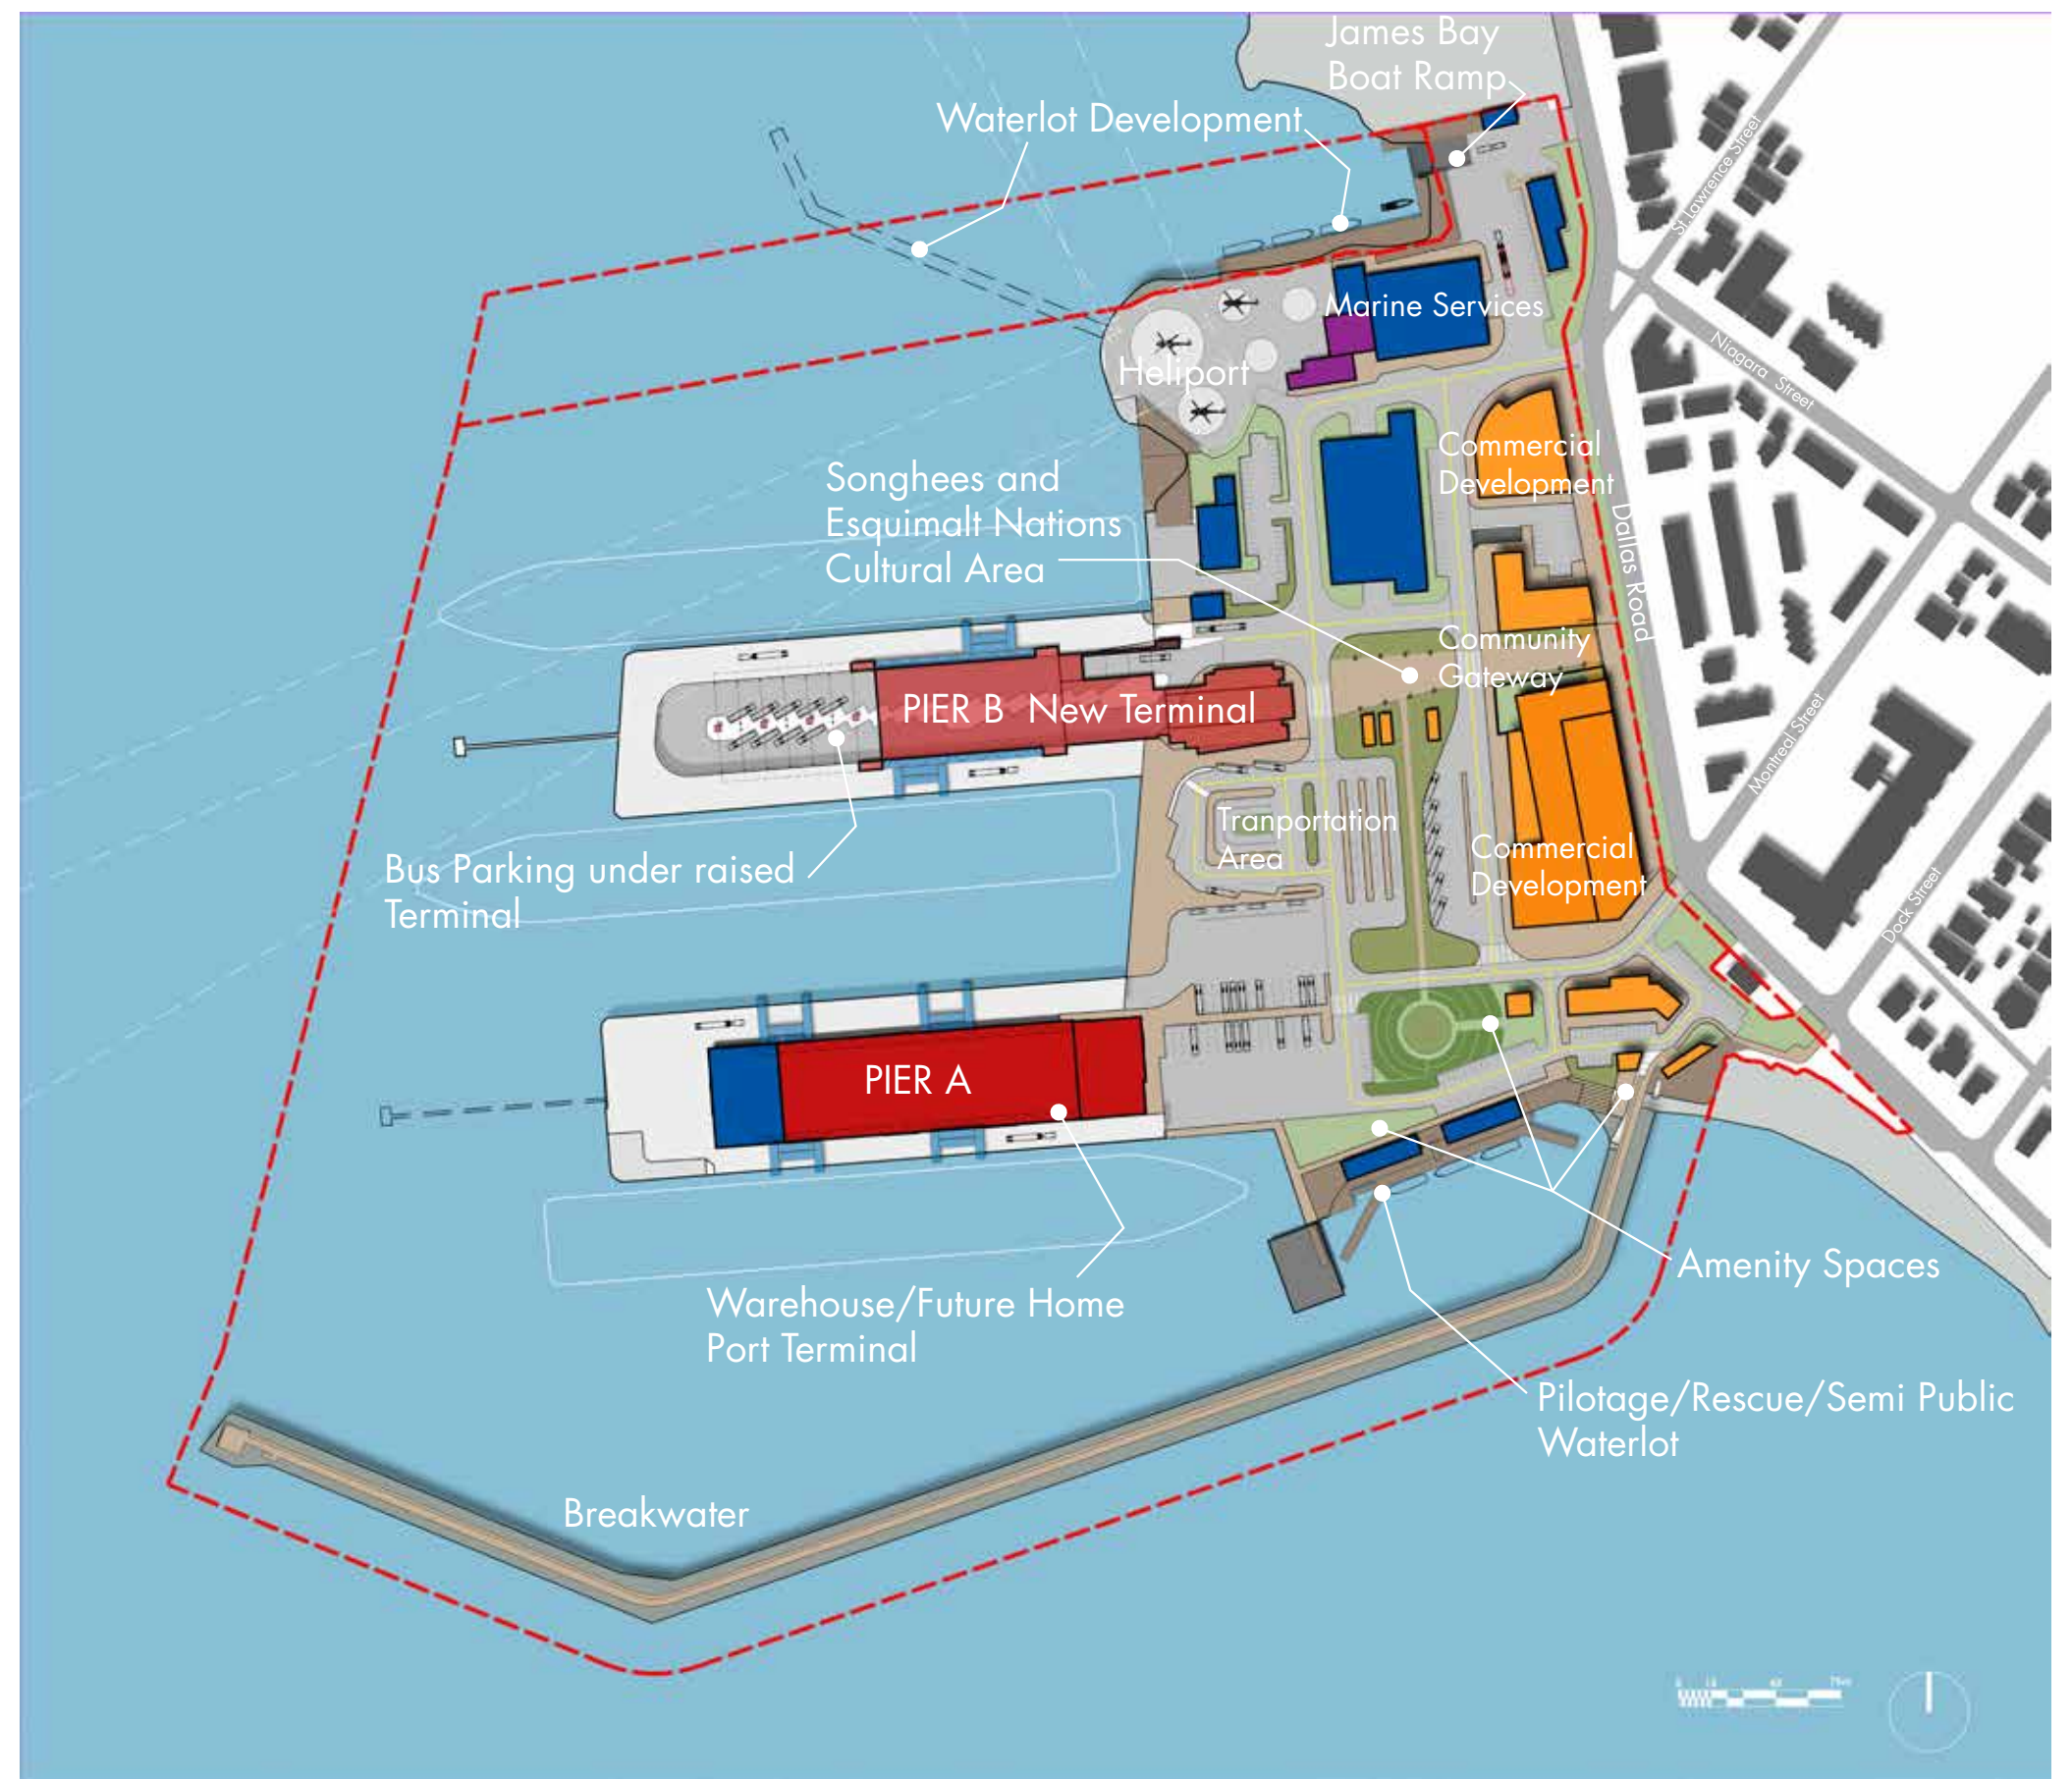 James Bay
Boat Ramp
Waterlot Development
St.Lawrence Street
Marine Services
Niagara Street
Heliport
Commercial
Development
Songhees and
Esquimalt Nations
Cultural Area
Dallas Road
Community
Gateway
PIER B New Terminal
Montreal Street
Tranportation
Area
Commercial
Development
Bus Parking under raised
Terminal
Dock Street
PIER A
Amenity Spaces
Warehouse/Future Home
Port Terminal
Pilotage/Rescue/Semi Public
Waterlot
Breakwater